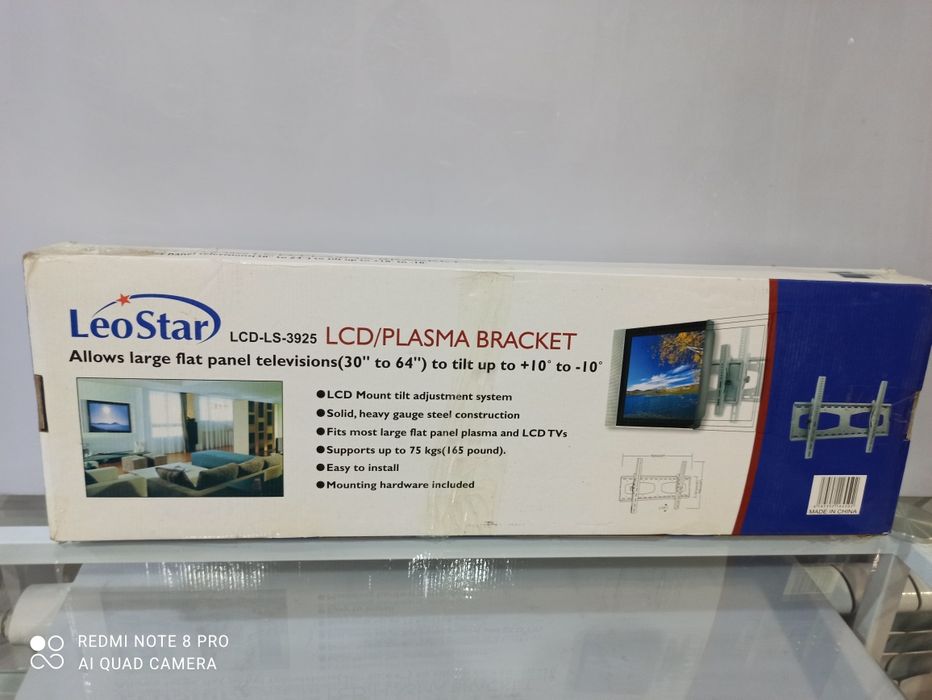 LeoStar
LCD-LS-3925 LCD/PLASMA BRACKET
Allows large flat panel televisions(30" to 64") to tilt up to +10° to -10°
●LCD Mount tilt adjustment system
●Solid, heavy gauge steel construction
●Fits most large flat panel plasma and LCD TVs
●Supports up to 75 kgs(165 pound).
●Easy to install
●Mounting hardware included
MADE IN CHINA
REDMI NOTE 8 PRO
AI QUAD CAMERA